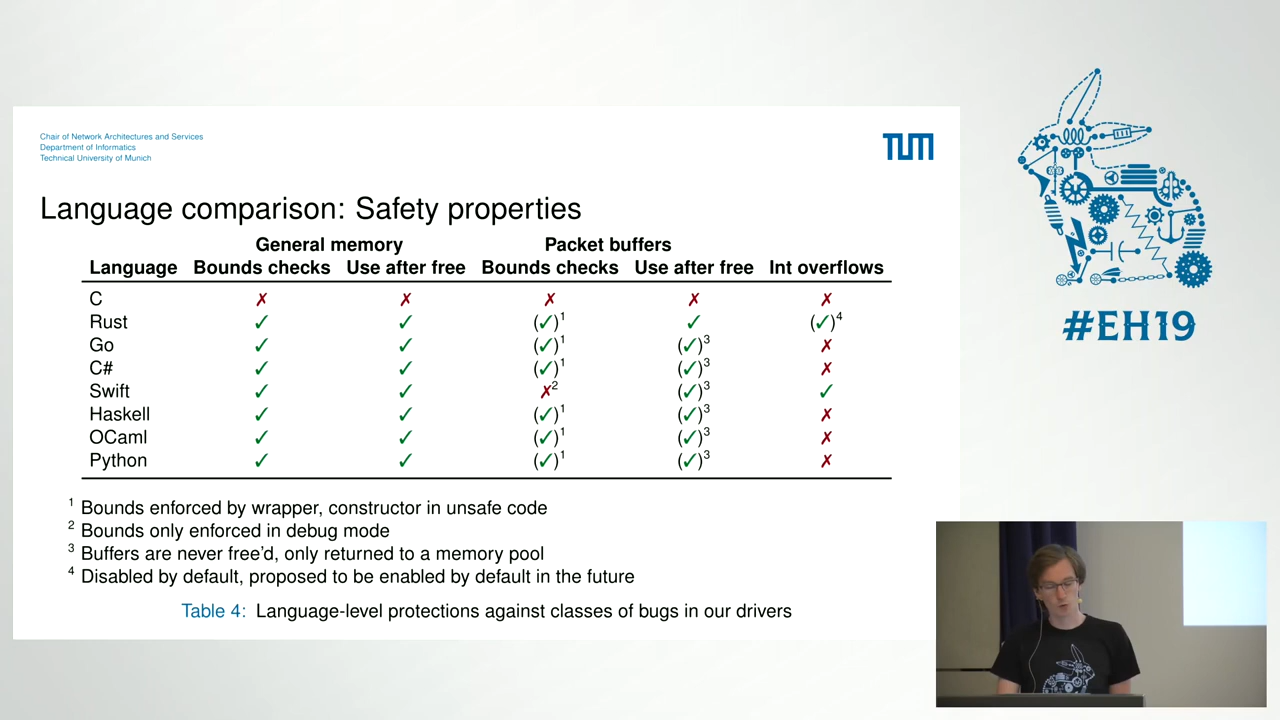 Chair of Network Architectures and Services
Department of Informatics
Technical University of Munich
TUM
Language comparison: Safety properties
General memory Packet buffers
Language Bounds checks Use after free Bounds checks Use after free Int overflows
C ✗ ✗ ✗ ✗ ✗
Rust ✓ ✓ (✓)¹ ✓ (✓)⁴
Go ✓ ✓ (✓)¹ (✓)³ ✗
C# ✓ ✓ (✓)¹ (✓)³ ✗
Swift ✓ ✓ ✗² (✓)³ ✓
Haskell ✓ ✓ (✓)¹ (✓)³ ✗
OCaml ✓ ✓ (✓)¹ (✓)³ ✗
Python ✓ ✓ (✓)¹ (✓)³ ✗
¹ Bounds enforced by wrapper, constructor in unsafe code
² Bounds only enforced in debug mode
³ Buffers are never free'd, only returned to a memory pool
⁴ Disabled by default, proposed to be enabled by default in the future
Table 4: Language-level protections against classes of bugs in our drivers
#EH19